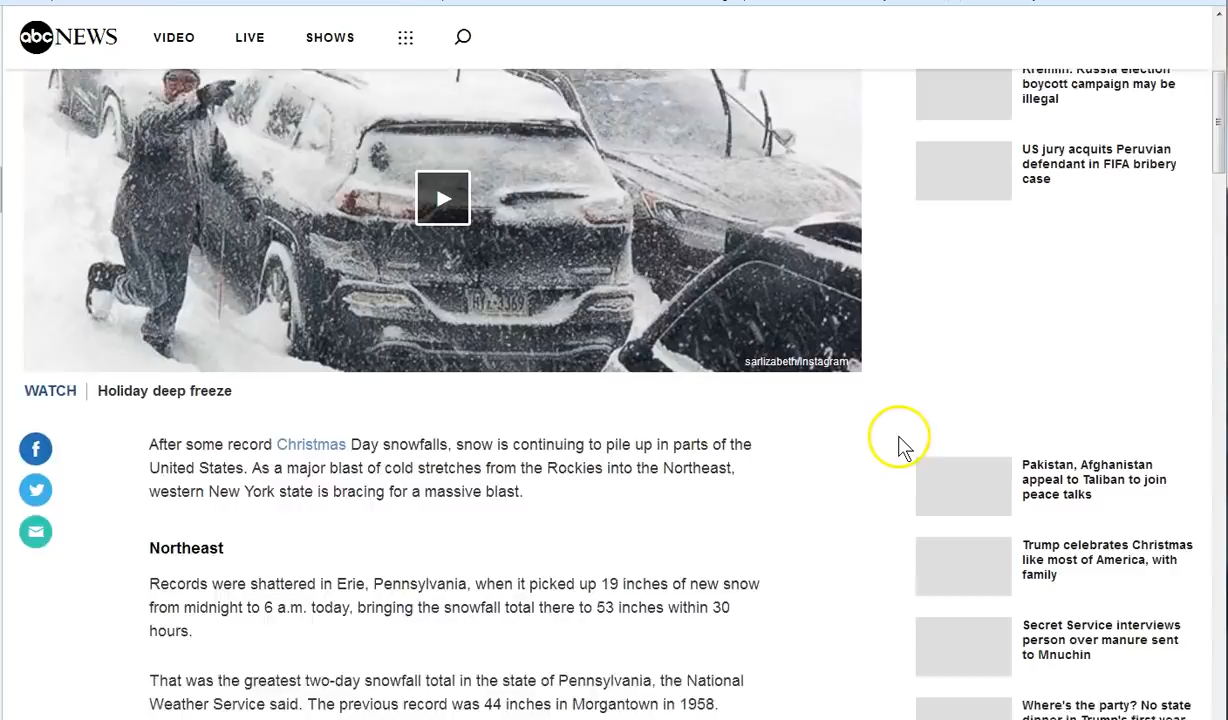 abc NEWS
VIDEO
LIVE
SHOWS
Kremlin: Russia election
boycott campaign may be
illegal
US jury acquits Peruvian
defendant in FIFA bribery
case
sarlizabeth/Instagram
WATCH
Holiday deep freeze
After some record Christmas Day snowfalls, snow is continuing to pile up in parts of the
United States. As a major blast of cold stretches from the Rockies into the Northeast,
western New York state is bracing for a massive blast.
Northeast
Records were shattered in Erie, Pennsylvania, when it picked up 19 inches of new snow
from midnight to 6 a.m. today, bringing the snowfall total there to 53 inches within 30
hours.
That was the greatest two-day snowfall total in the state of Pennsylvania, the National
Weather Service said. The previous record was 44 inches in Morgantown in 1958.
Pakistan, Afghanistan
appeal to Taliban to join
peace talks
Trump celebrates Christmas
like most of America, with
family
Secret Service interviews
person over manure sent
to Mnuchin
Where's the party? No state
dinner in Trump's first year